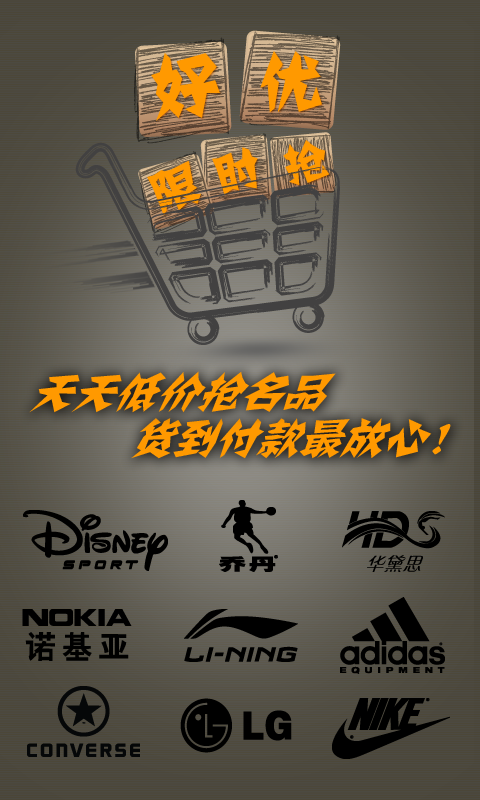 好优
限时抢
天天低价抢名品
货到付款最放心!
Disney
SPORT
乔丹
HDS
华黛思
NOKIA
诺基亚
LI-NING
adidas
EQUIPMENT
CONVERSE
LG
NIKE